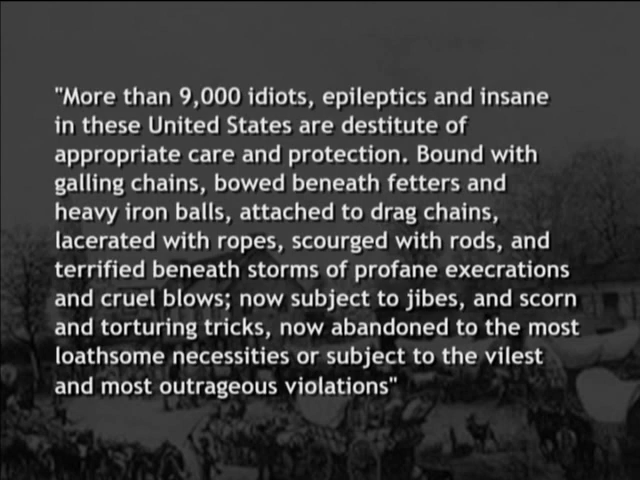 "More than 9,000 idiots, epileptics and insane
in these United States are destitute of
appropriate care and protection. Bound with
galling chains, bowed beneath fetters and
heavy iron balls, attached to drag chains,
lacerated with ropes, scourged with rods, and
terrified beneath storms of profane execrations
and cruel blows; now subject to jibes, and scorn
and torturing tricks, now abandoned to the most
loathsome necessities or subject to the vilest
and most outrageous violations"